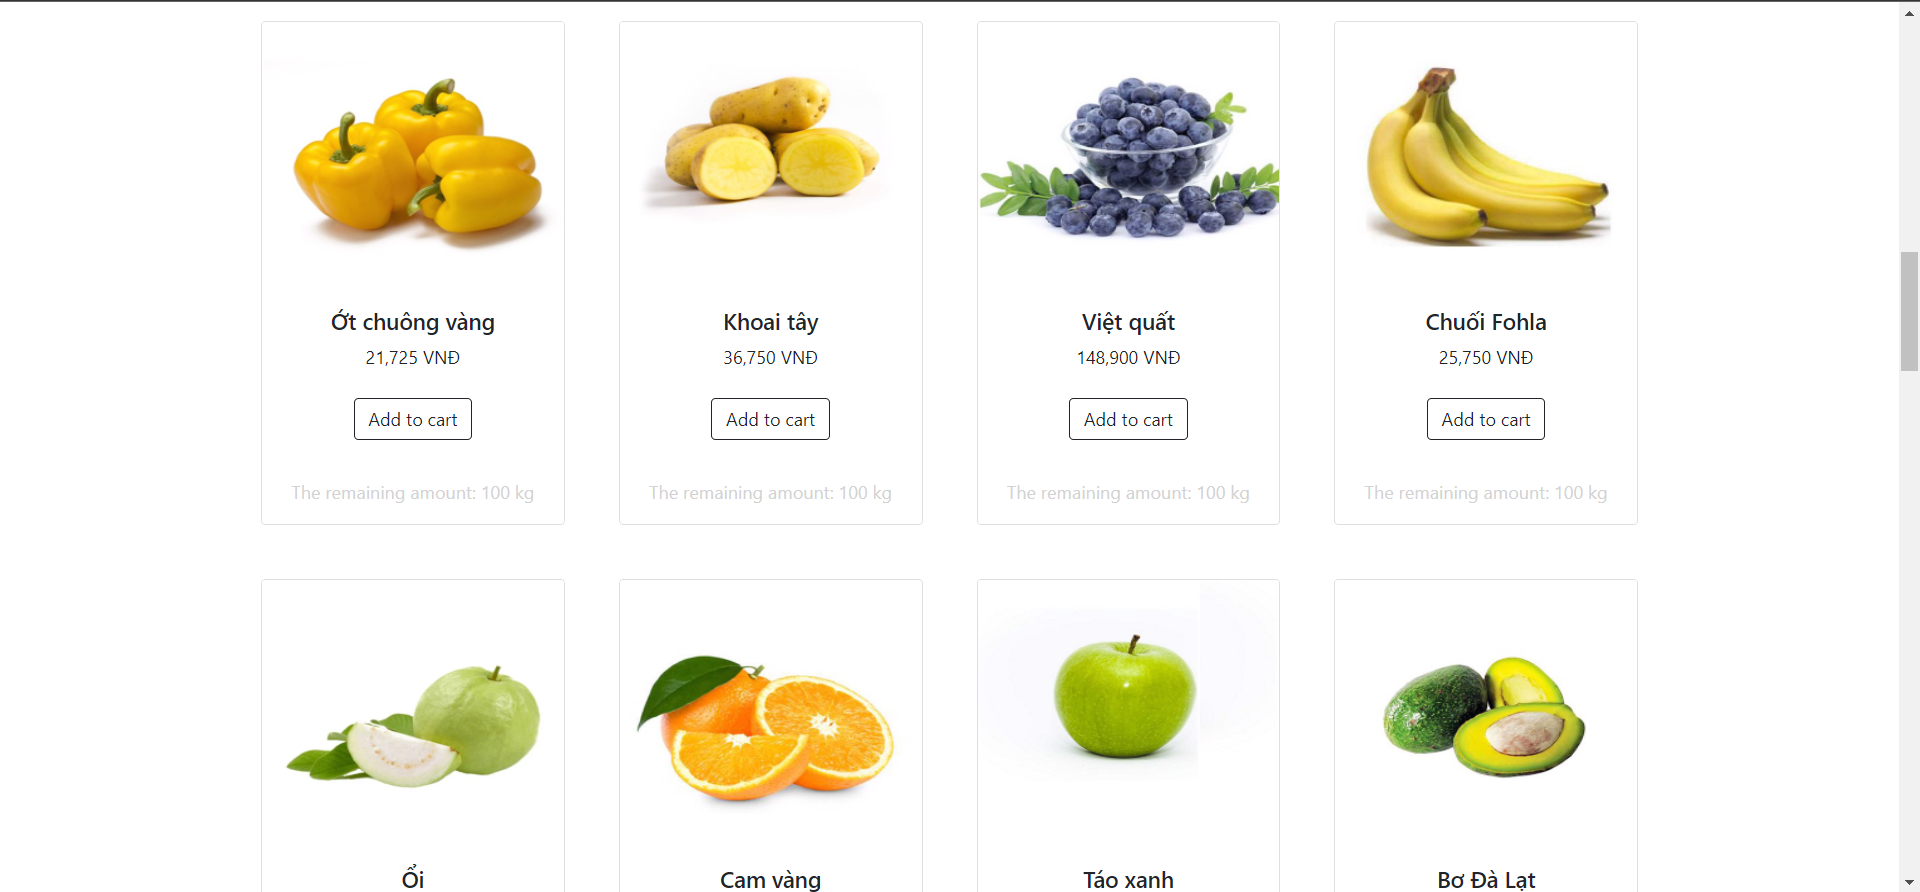 Ớt chuông vàng
21,725 VNĐ
Add to cart
The remaining amount: 100 kg
Khoai tây
36,750 VNĐ
Add to cart
The remaining amount: 100 kg
Việt quất
148,900 VNĐ
Add to cart
The remaining amount: 100 kg
Chuối Fohla
25,750 VNĐ
Add to cart
The remaining amount: 100 kg
Ổi
Cam vàng
Táo xanh
Bơ Đà Lạt